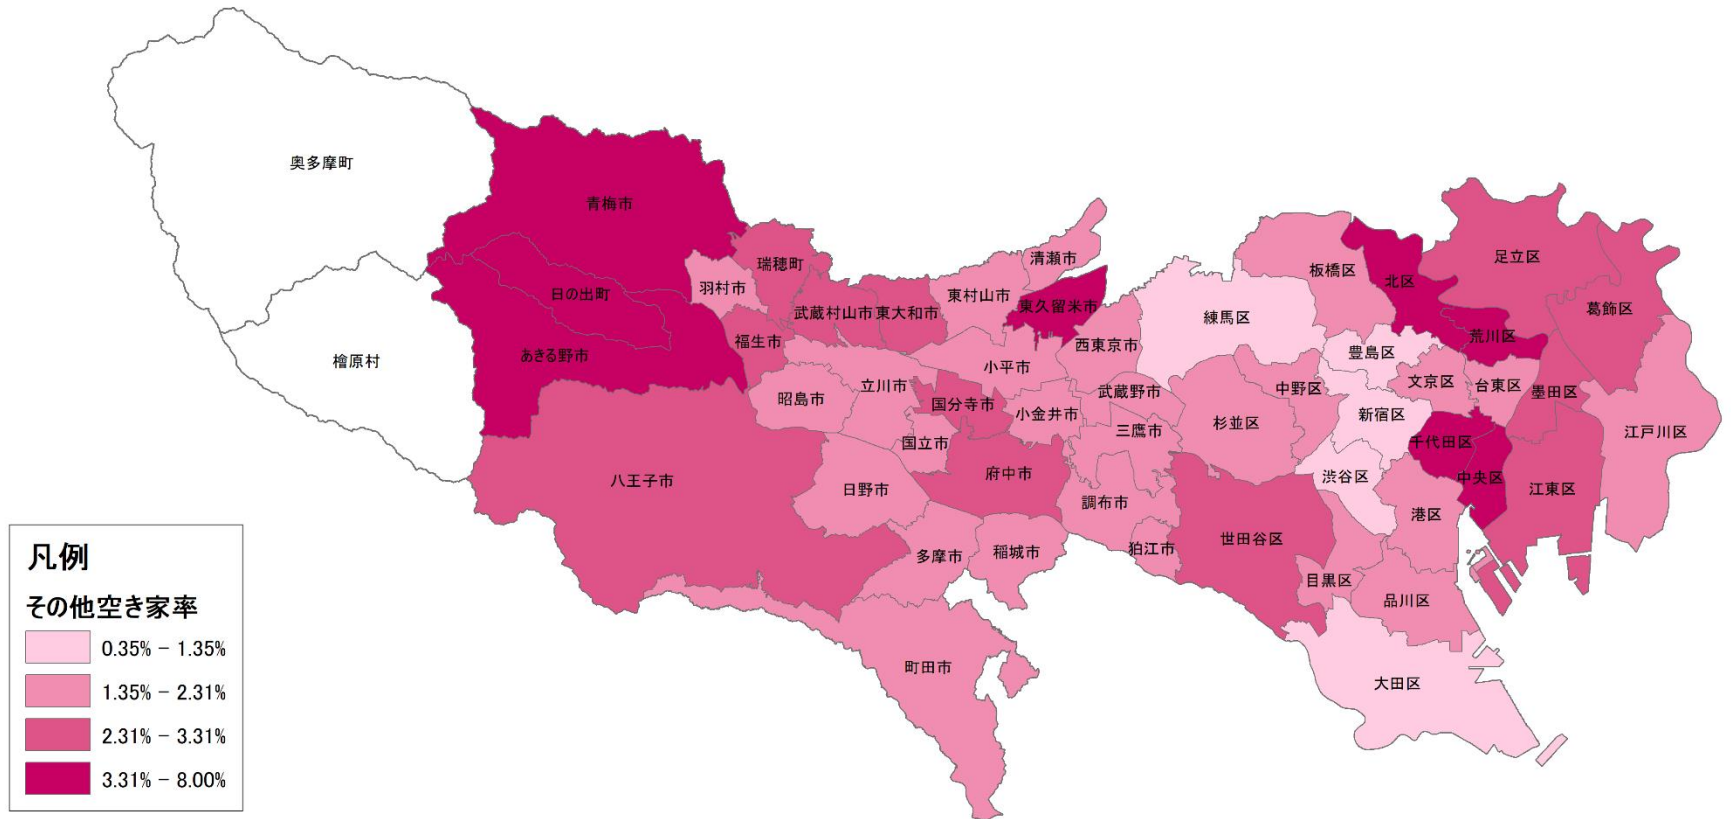 奥多摩町
青梅市
檜原村
日の出町
あきる野市
羽村市
瑞穂町
福生市
武蔵村山市
東大和市
東村山市
清瀬市
東久留米市
西東京市
小平市
立川市
昭島市
国分寺市
国立市
小金井市
武蔵野市
三鷹市
府中市
調布市
狛江市
八王子市
日野市
多摩市
稲城市
町田市
練馬区
板橋区
北区
足立区
葛飾区
荒川区
豊島区
文京区
台東区
墨田区
江戸川区
中野区
杉並区
新宿区
千代田区
中央区
江東区
渋谷区
港区
世田谷区
目黒区
品川区
大田区
凡例
その他空き家率
0.35% - 1.35%
1.35% - 2.31%
2.31% - 3.31%
3.31% - 8.00%